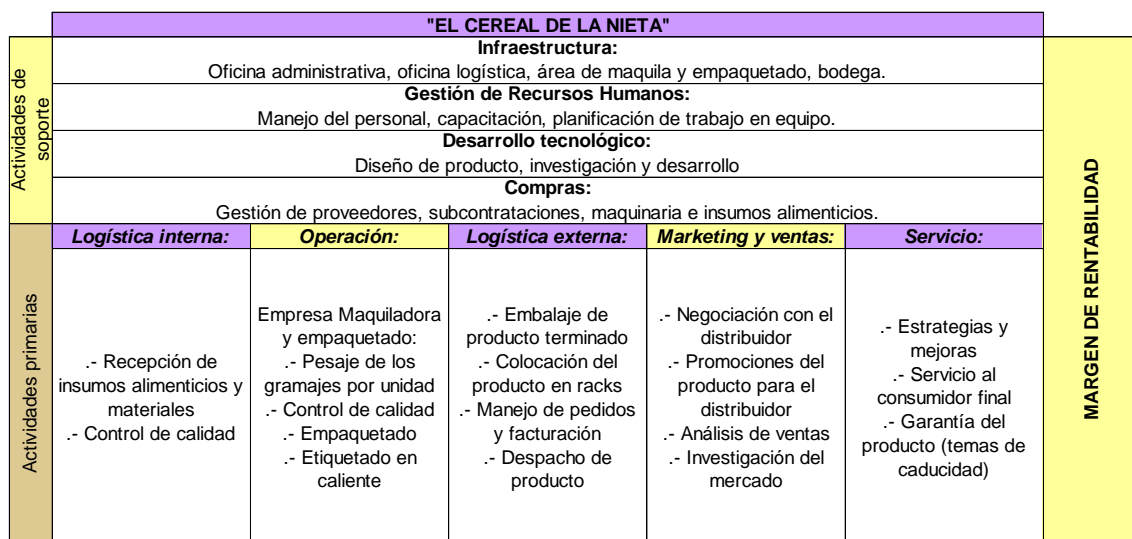 "EL CEREAL DE LA NIETA"
Actividades de
soporte
Infraestructura:
Oficina administrativa, oficina logística, área de maquila y empaquetado, bodega.
Gestión de Recursos Humanos:
Manejo del personal, capacitación, planificación de trabajo en equipo.
Desarrollo tecnológico:
Diseño de producto, investigación y desarrollo
Compras:
Gestión de proveedores, subcontrataciones, maquinaria e insumos alimenticios.
Actividades primarias
Logística interna:
.- Recepción de
insumos alimenticios y
materiales
.- Control de calidad
Operación:
Empresa Maquiladora
y empaquetado:
.- Pesaje de los
gramajes por unidad
.- Control de calidad
.- Empaquetado
.- Etiquetado en
caliente
Logística externa:
.- Embalaje de
producto terminado
.- Colocación del
producto en racks
.- Manejo de pedidos
y facturación
.- Despacho de
producto
Marketing y ventas:
.- Negociación con el
distribuidor
.- Promociones del
producto para el
distribuidor
.- Análisis de ventas
.- Investigación del
mercado
Servicio:
.- Estrategias y
mejoras
.- Servicio al
consumidor final
.- Garantía del
producto (temas de
caducidad)
MARGEN DE RENTABILIDAD